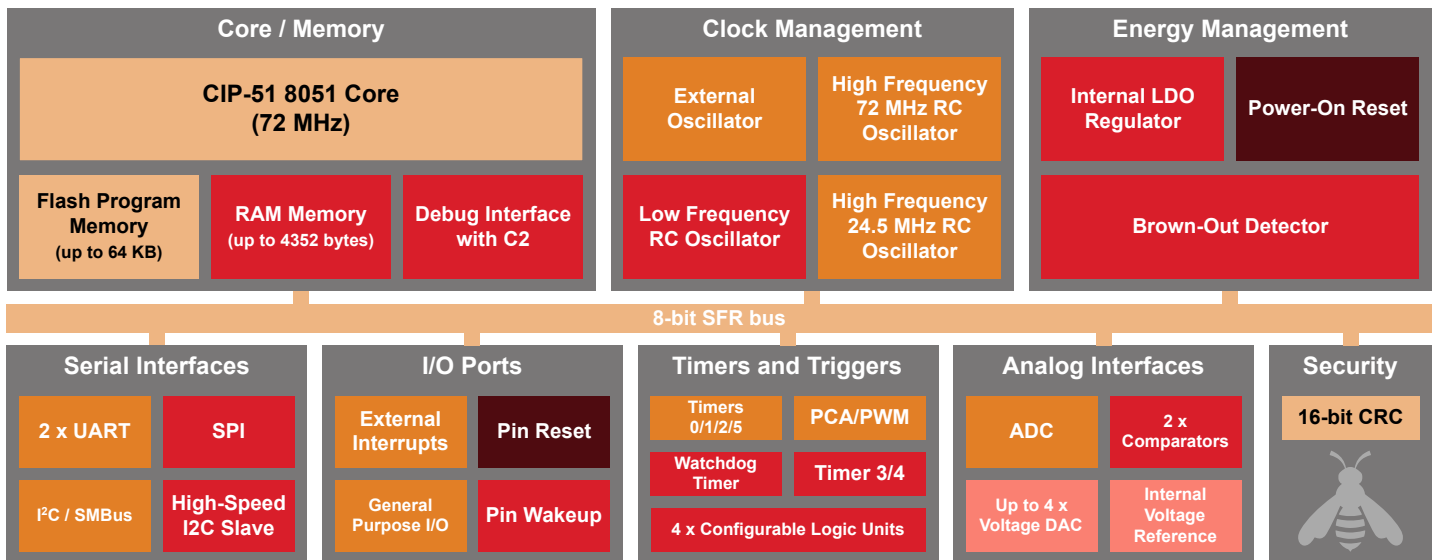 Core / Memory
CIP-51 8051 Core
(72 MHz)
Flash Program
Memory
(up to 64 KB)
RAM Memory
(up to 4352 bytes)
Debug Interface
with C2
Clock Management
External
Oscillator
High Frequency
72 MHz RC
Oscillator
Low Frequency
RC Oscillator
High Frequency
24.5 MHz RC
Oscillator
Energy Management
Internal LDO
Regulator
Power-On Reset
Brown-Out Detector
8-bit SFR bus
Serial Interfaces
2 x UART
SPI
I²C / SMBus
High-Speed
I2C Slave
I/O Ports
External
Interrupts
Pin Reset
General
Purpose I/O
Pin Wakeup
Timers and Triggers
Timers
0/1/2/5
PCA/PWM
Watchdog
Timer
Timer 3/4
4 x Configurable Logic Units
Analog Interfaces
ADC
2 x
Comparators
Up to 4 x
Voltage DAC
Internal
Voltage
Reference
Security
16-bit CRC